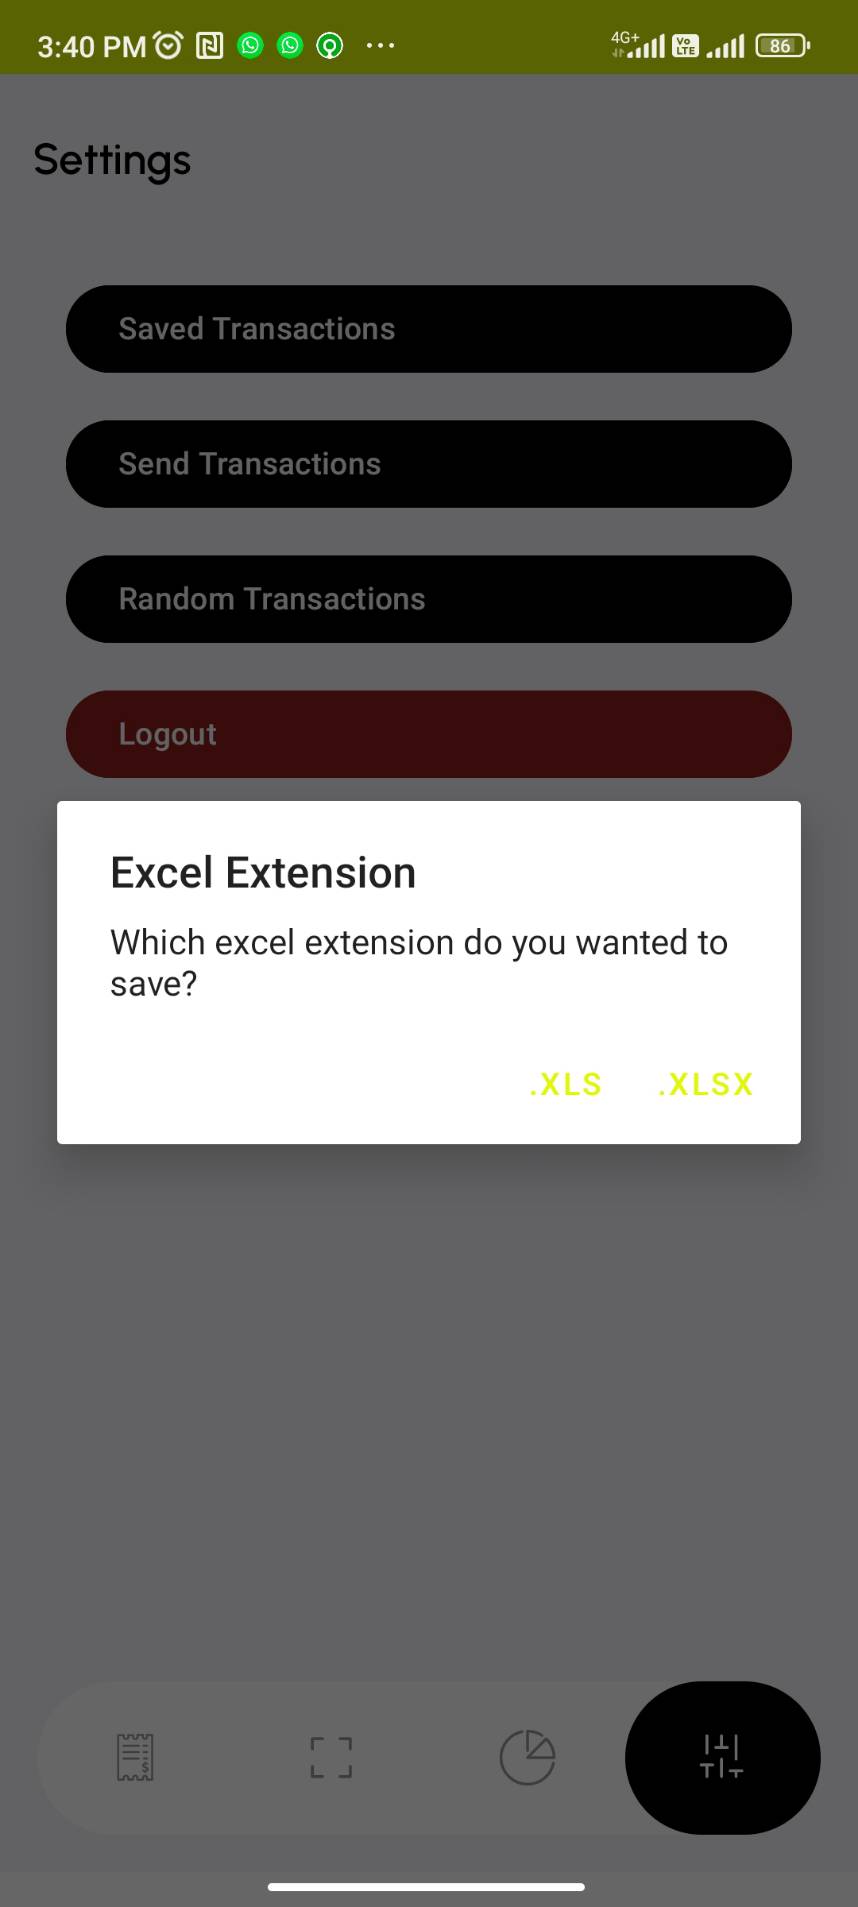 3:40 PM 4G+ Vo LTE 86
Settings
Saved Transactions
Send Transactions
Random Transactions
Logout
Excel Extension
Which excel extension do you wanted to
save?
.XLS .XLSX
$